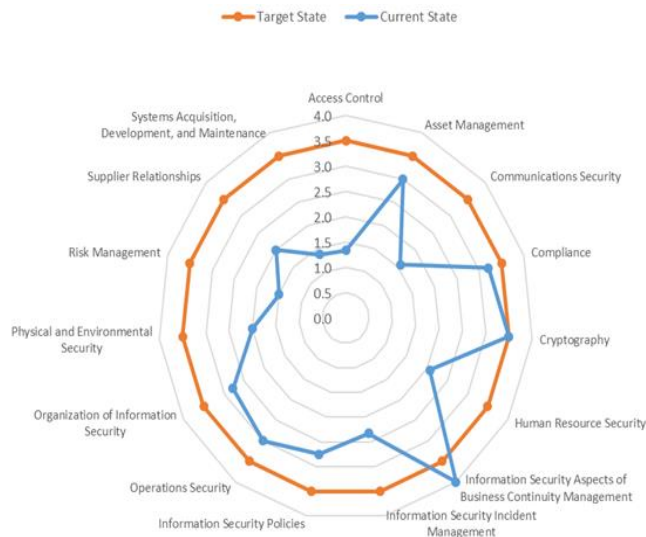 Target State
Current State
Access Control
Systems Acquisition,
Development, and Maintenance
Asset Management
Supplier Relationships
Communications Security
Risk Management
Compliance
Physical and Environmental
Security
Cryptography
Organization of Information
Security
Human Resource Security
Operations Security
Information Security Aspects of
Business Continuity Management
Information Security Policies
Information Security Incident
Management
4.0
3.5
3.0
2.5
2.0
1.5
1.0
0.5
0.0